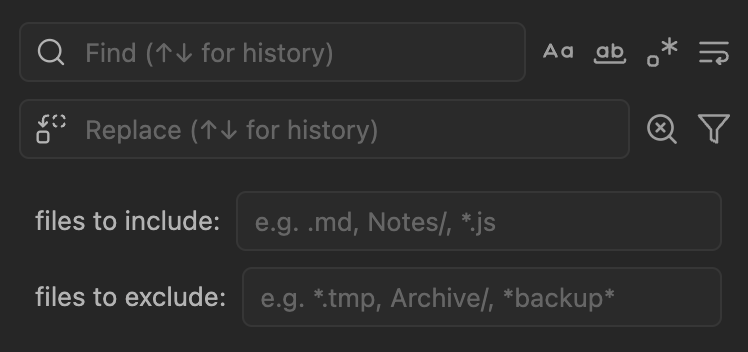 Find (↑↓ for history) Aa ab .*
Replace (↑↓ for history)
files to include: e.g. .md, Notes/, *.js
files to exclude: e.g. *.tmp, Archive/, *backup*